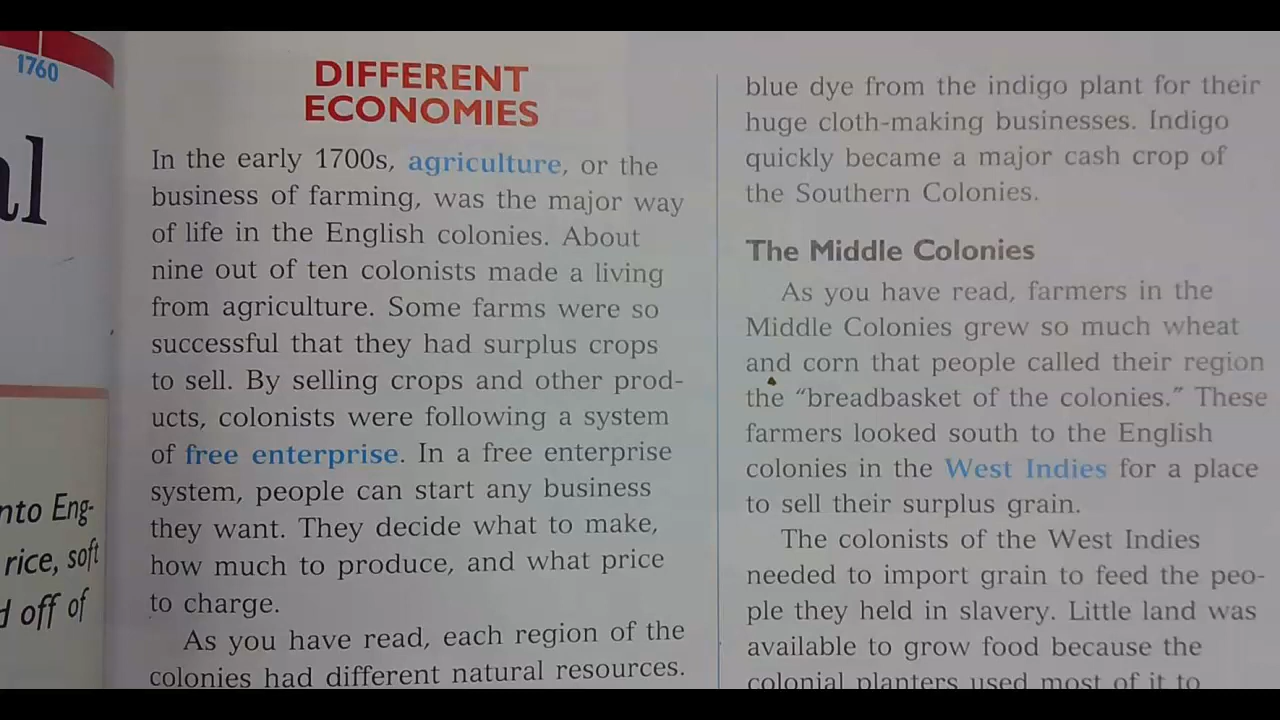 1760
al
nto Eng-
rice, soft
d off of
DIFFERENT
ECONOMIES
In the early 1700s, agriculture, or the
business of farming, was the major way
of life in the English colonies. About
nine out of ten colonists made a living
from agriculture. Some farms were so
successful that they had surplus crops
to sell. By selling crops and other prod-
ucts, colonists were following a system
of free enterprise. In a free enterprise
system, people can start any business
they want. They decide what to make,
how much to produce, and what price
to charge.
As you have read, each region of the
colonies had different natural resources.
blue dye from the indigo plant for their
huge cloth-making businesses. Indigo
quickly became a major cash crop of
the Southern Colonies.
The Middle Colonies
As you have read, farmers in the
Middle Colonies grew so much wheat
and corn that people called their region
the “breadbasket of the colonies.” These
farmers looked south to the English
colonies in the West Indies for a place
to sell their surplus grain.
The colonists of the West Indies
needed to import grain to feed the peo-
ple they held in slavery. Little land was
available to grow food because the
colonial planters used most of it to